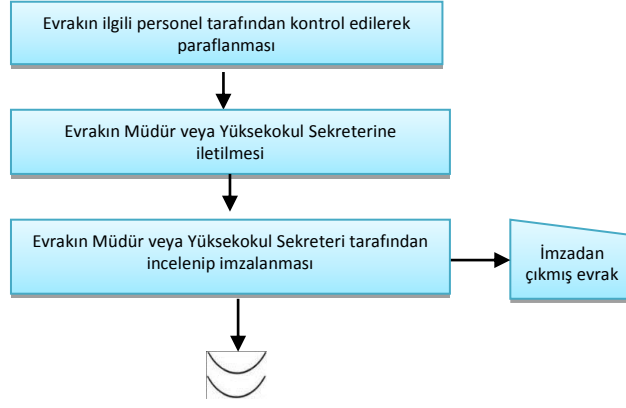 Evrakın ilgili personel tarafından kontrol edilerek
paraflanması
Evrakın Müdür veya Yüksekokul Sekreterine
iletilmesi
Evrakın Müdür veya Yüksekokul Sekreteri tarafından
incelenip imzalanması
İmzadan
çıkmış evrak